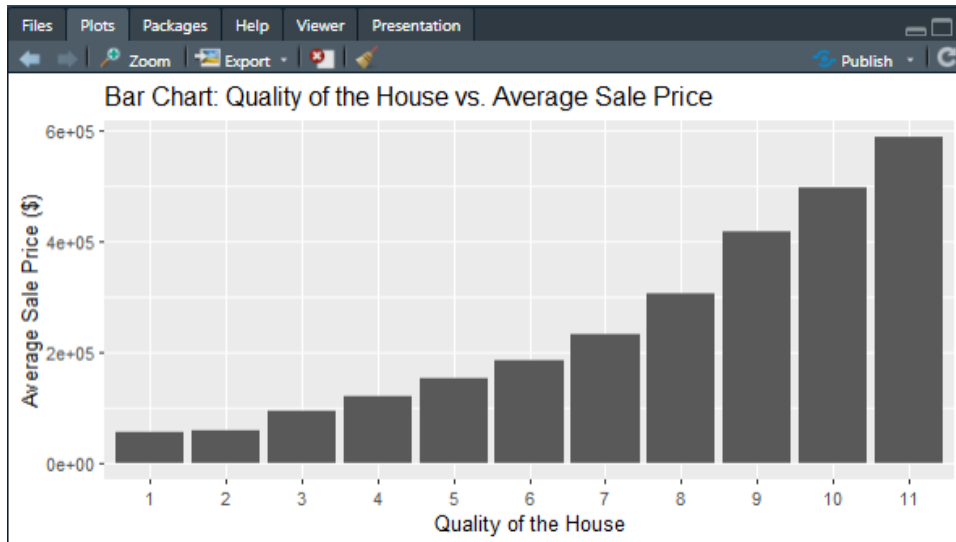 Files Plots Packages Help Viewer Presentation
Zoom Export Publish
Bar Chart: Quality of the House vs. Average Sale Price
6e+05
4e+05
2e+05
0e+00
Average Sale Price ($)
1 2 3 4 5 6 7 8 9 10 11
Quality of the House